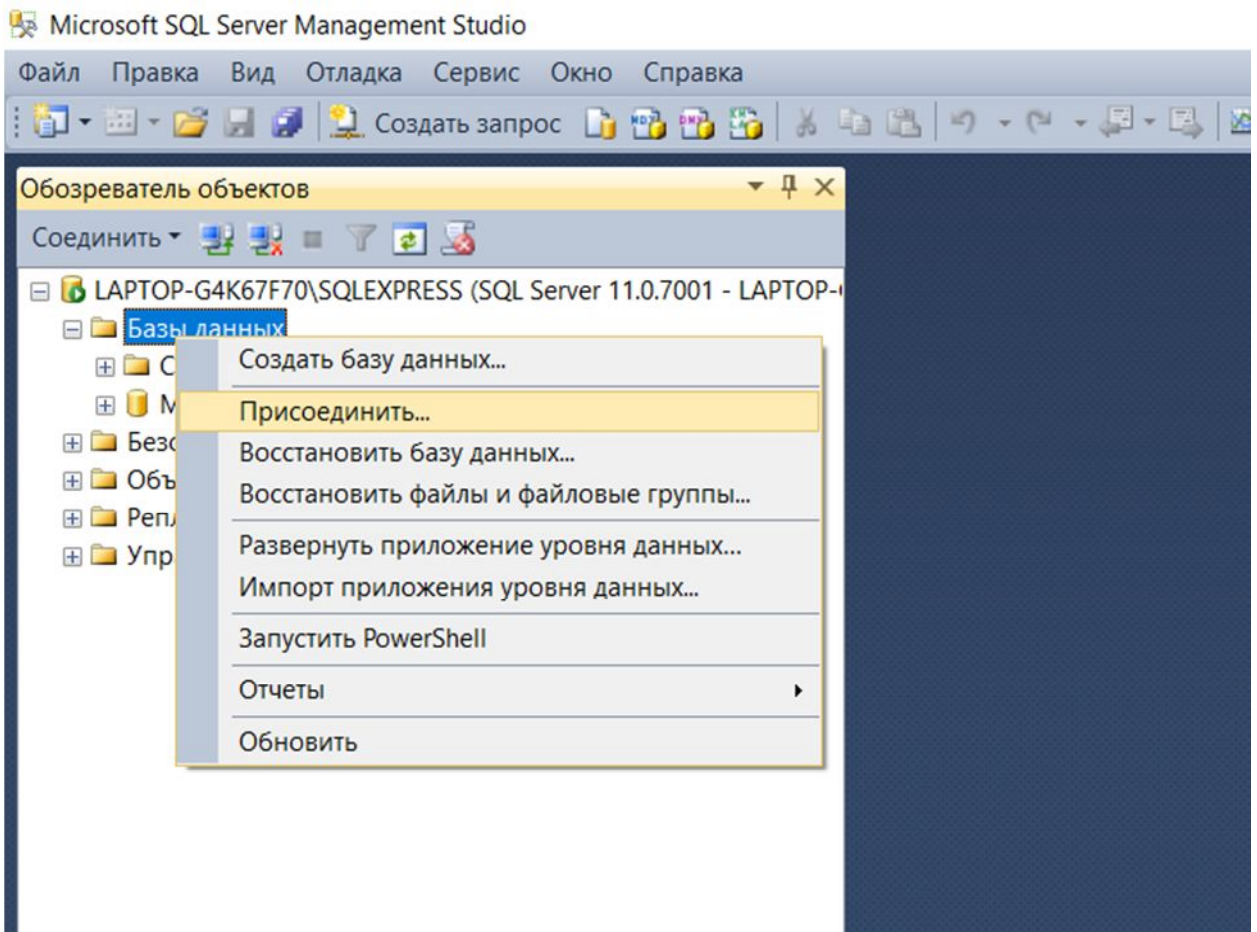 Microsoft SQL Server Management Studio
Файл Правка Вид Отладка Сервис Окно Справка
Создать запрос
Обозреватель объектов
Соединить
LAPTOP-G4K67F70\SQLEXPRESS (SQL Server 11.0.7001 - LAPTOP-
Базы данных
Создать базу данных...
Присоединить...
Восстановить базу данных...
Восстановить файлы и файловые группы...
Развернуть приложение уровня данных...
Импорт приложения уровня данных...
Запустить PowerShell
Отчеты
Обновить